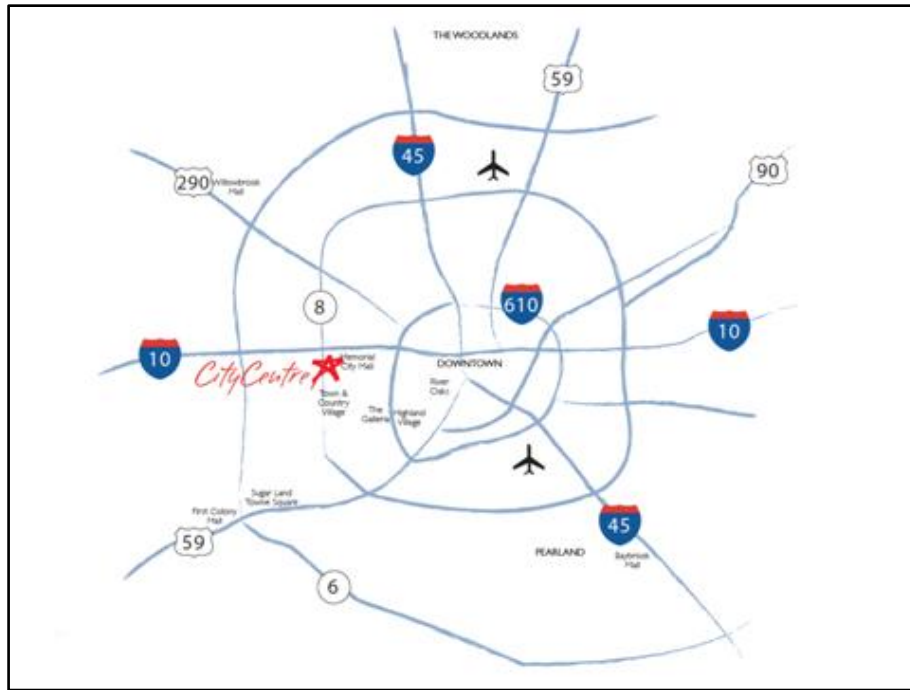 THE WOODLANDS
59
45
90
290
Willowbrook
Mall
8
610
10
10
CityCentre
Memorial
City Mall
DOWNTOWN
River
Oaks
Town &
Country
Village
The
Galleria
Highland
Village
Sugar Land
Towne Square
First Colony
Mall
59
45
PEARLAND
Baybrook
Mall
6